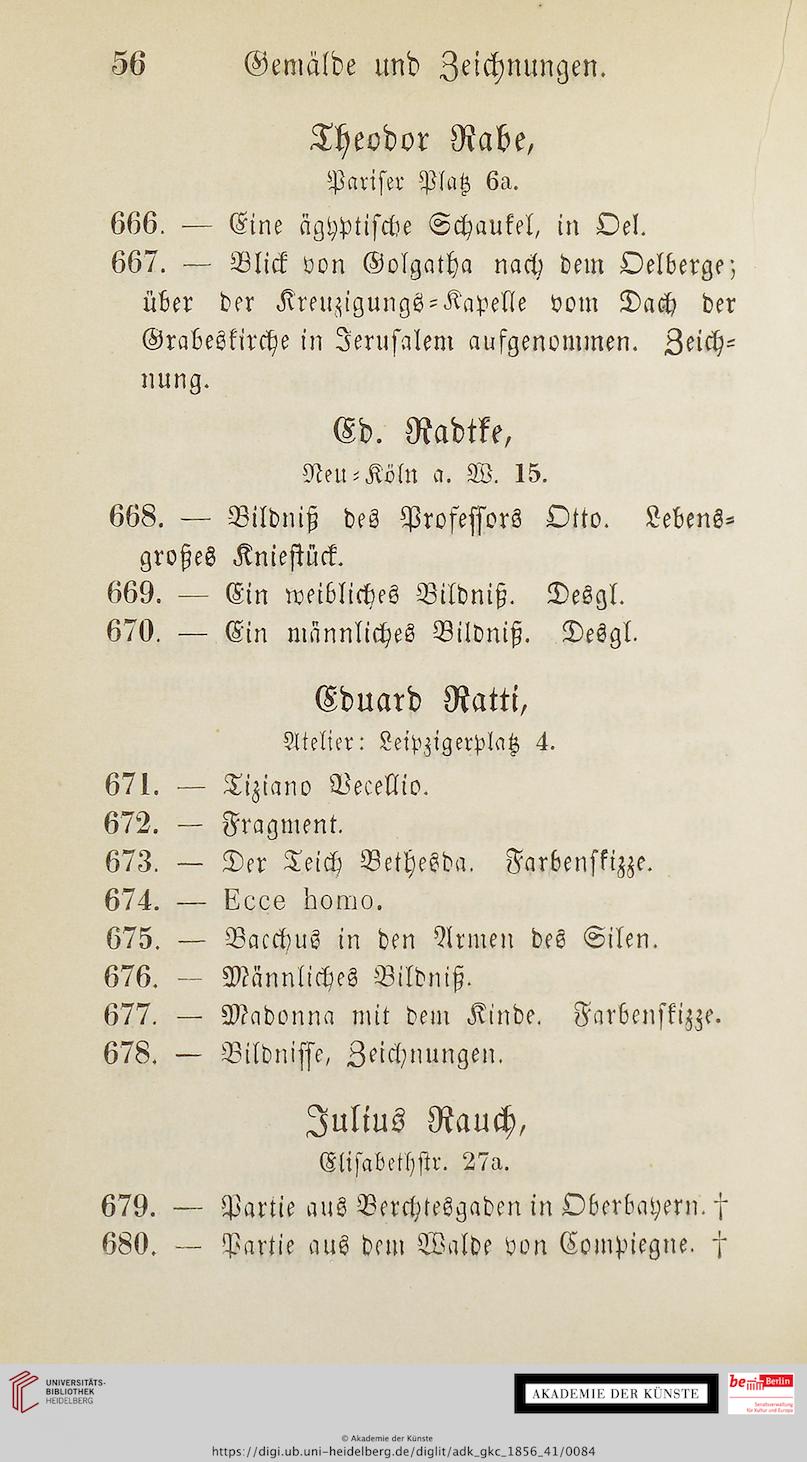 56 Gemälde und Zeichnungen.
Theodor Rabe,
Pariser Platz 6a.
666. — Eine ägyptische Schaukel, in Oel.
667. — Blick von Golgatha nach dem Oelberge;
über der Kreuzigungs-Kapelle vom Dach der
Grabeskirche in Jerusalem aufgenommen. Zeich-
nung.
Ed. Radtke,
Neu-Köln a. W. 15.
668. — Bildniß des Professors Otto. Lebens-
großes Kniestück.
669. — Ein weibliches Bildniß. Desgl.
670. — Ein männliches Bildniß. Desgl.
Eduard Ratti,
Atelier: Leipzigerplatz 4.
671. — Tiziano Vecellio.
672. — Fragment.
673. — Der Teich Bethesda. Farbenskizze.
674. — Ecce homo.
675. — Bacchus in den Armen des Silen.
676. — Männliches Bildniß.
677. — Madonna mit dem Kinde. Farbenskizze.
678. — Bildnisse, Zeichnungen.
Julius Rauch,
Elisabethstr. 27a.
679. — Partie aus Berchtesgaden in Oberbayern. †
680. — Partie aus dem Walde von Compiegne. †
UNIVERSITÄTS-
BIBLIOTHEK
HEIDELBERG
AKADEMIE DER KÜNSTE
be Berlin
Senatsverwaltung
für Kultur und Europa
© Akademie der Künste
https://digi.ub.uni-heidelberg.de/diglit/adk_gkc_1856_41/0084